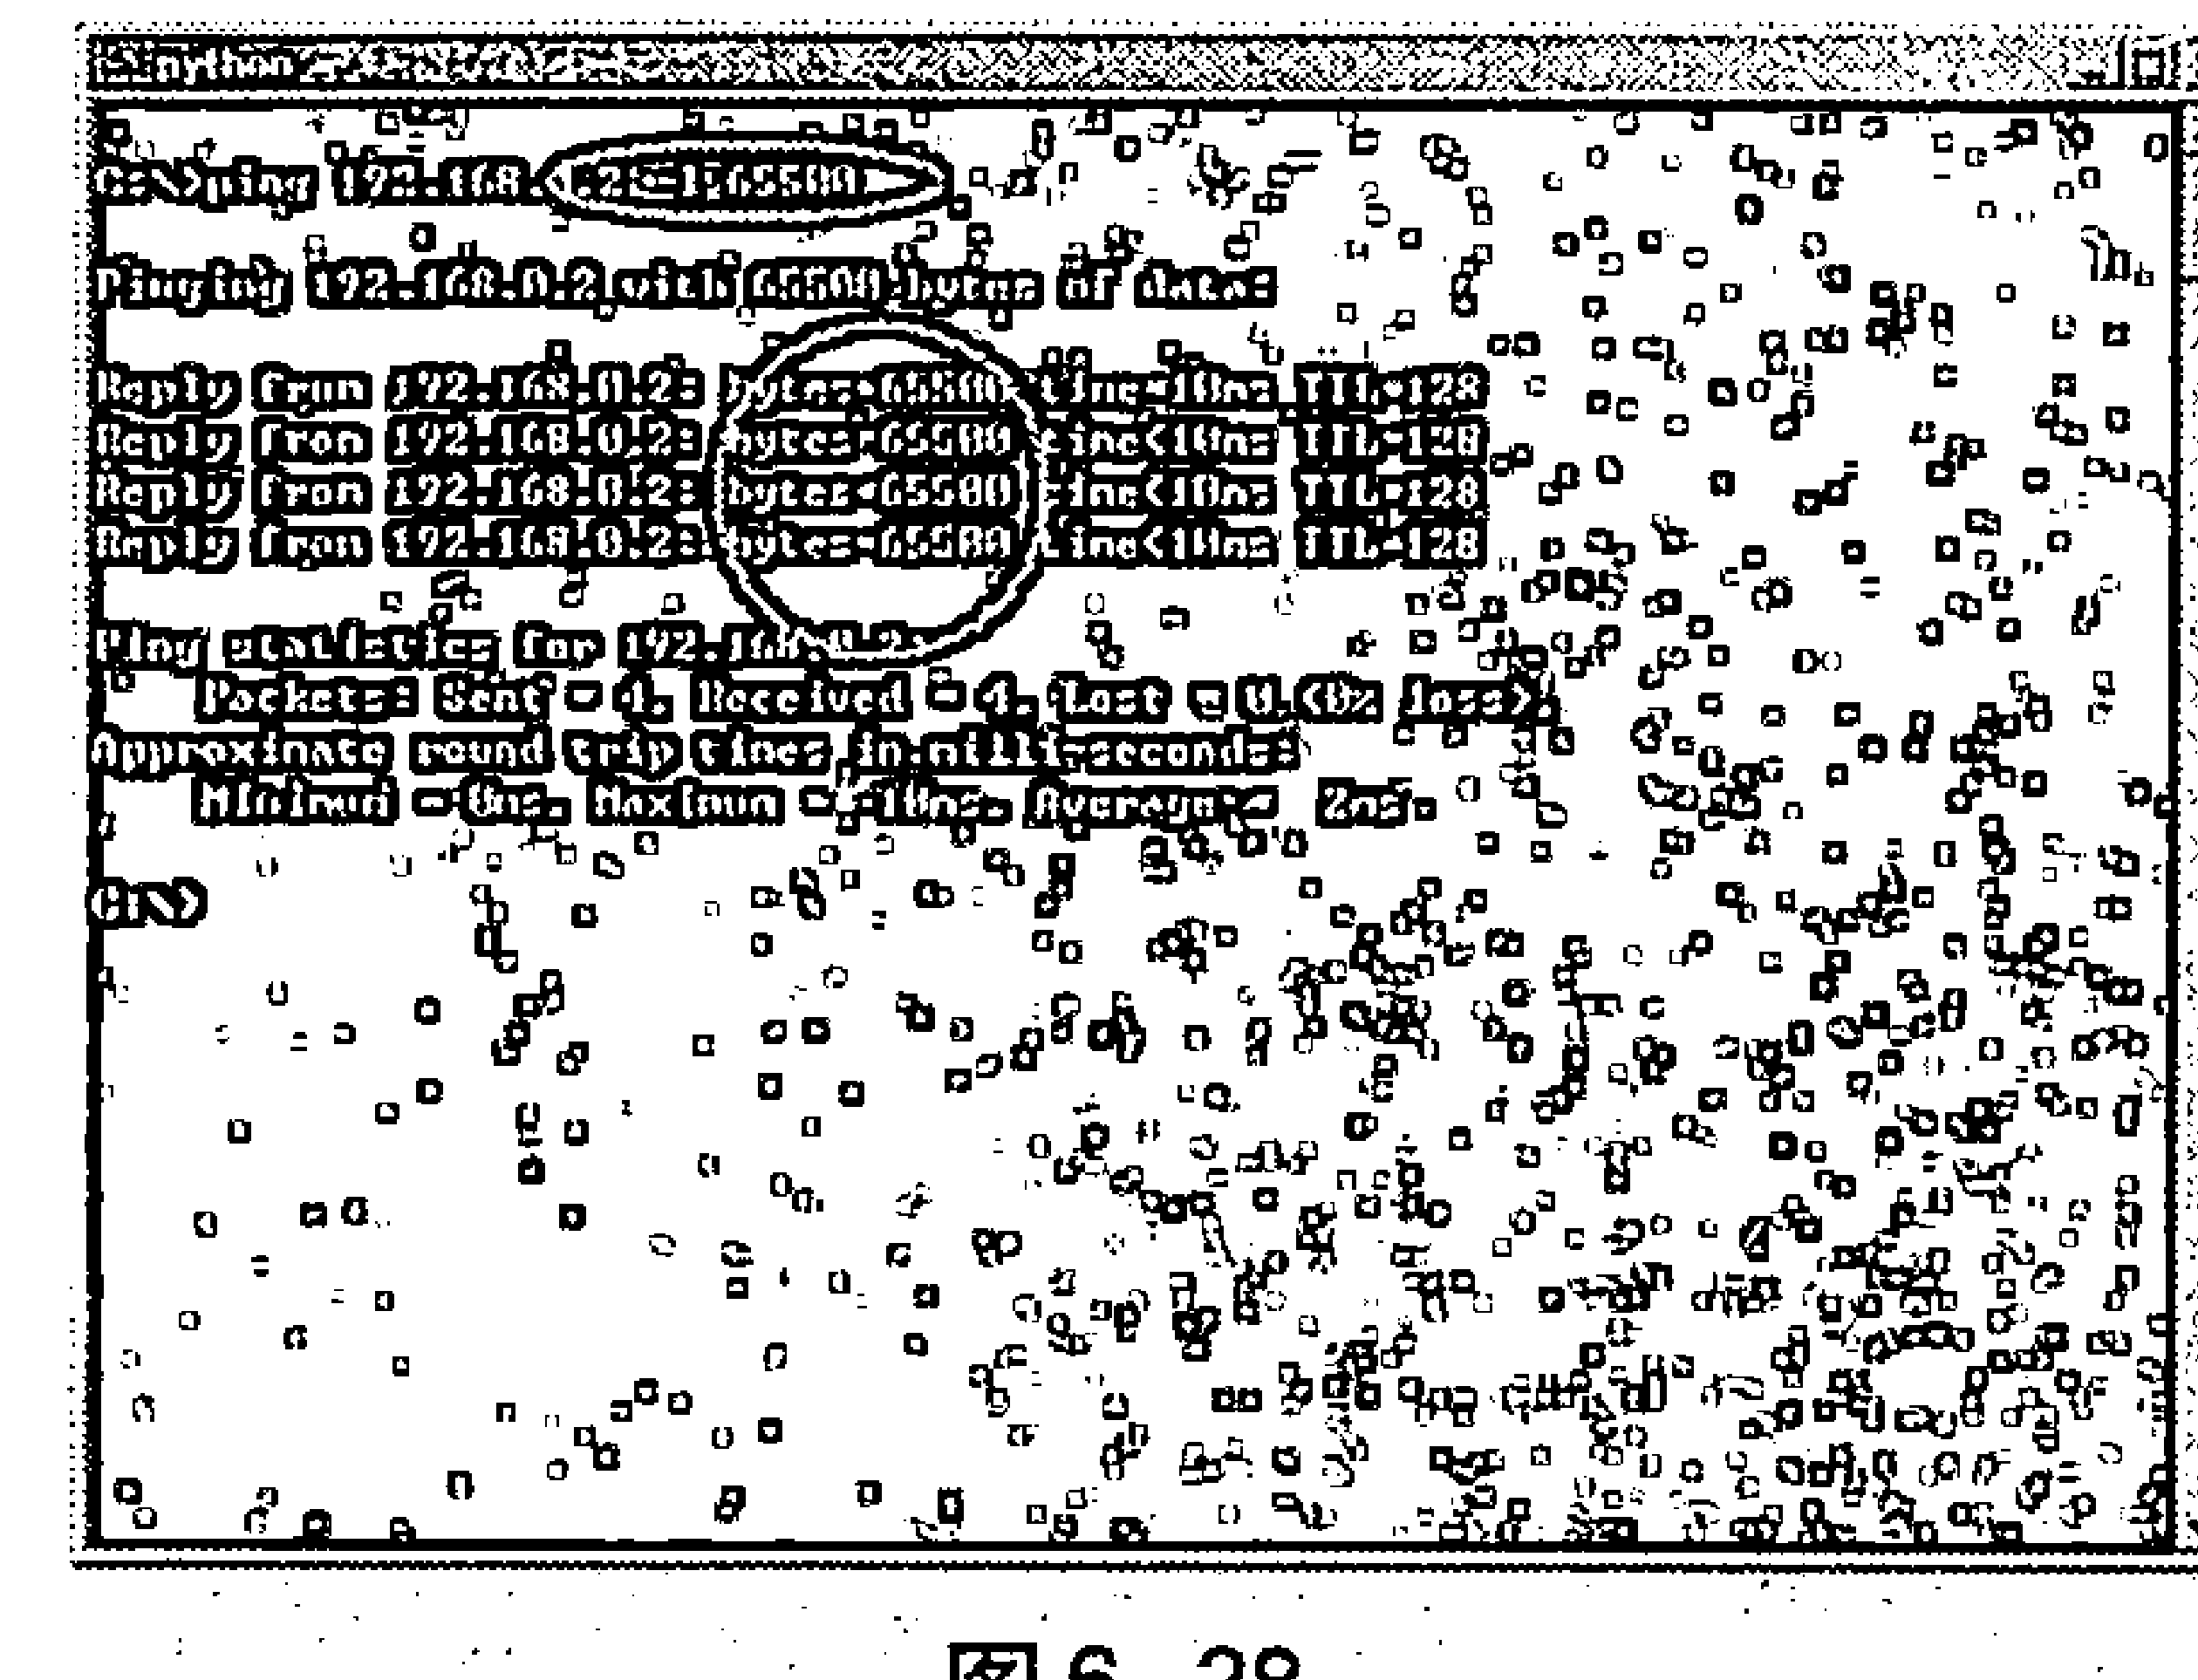 python
C:\>ping 192.168.0.2 -l 65500
Pinging 192.168.0.2 with 65500 bytes of data:
Reply from 192.168.0.2: bytes=65500 time=10ms TTL=128
Reply from 192.168.0.2: bytes=65500 time<10ms TTL=128
Reply from 192.168.0.2: bytes=65500 time<10ms TTL=128
Reply from 192.168.0.2: bytes=65500 time<10ms TTL=128
Ping statistics for 192.168.0.2:
Packets: Sent = 4, Received = 4, Lost = 0 (0% loss),
Approximate round trip times in milli-seconds:
Minimum = 0ms, Maximum = 10ms, Average = 2ms
C:\>
图 6-28